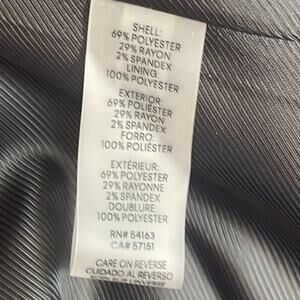 SHELL:
69% POLYESTER
29% RAYON
2% SPANDEX
LINING:
100% POLYESTER
EXTERIOR:
69% POLIÉSTER
29% RAYON
2% SPANDEX
FORRO:
100% POLIÉSTER
EXTÉRIEUR:
69% POLYESTER
29% RAYONNE
2% SPANDEX
DOUBLURE:
100% POLYESTER
RN# 54163
CA# 57151
CARE ON REVERSE
CUIDADO AL REVERSO